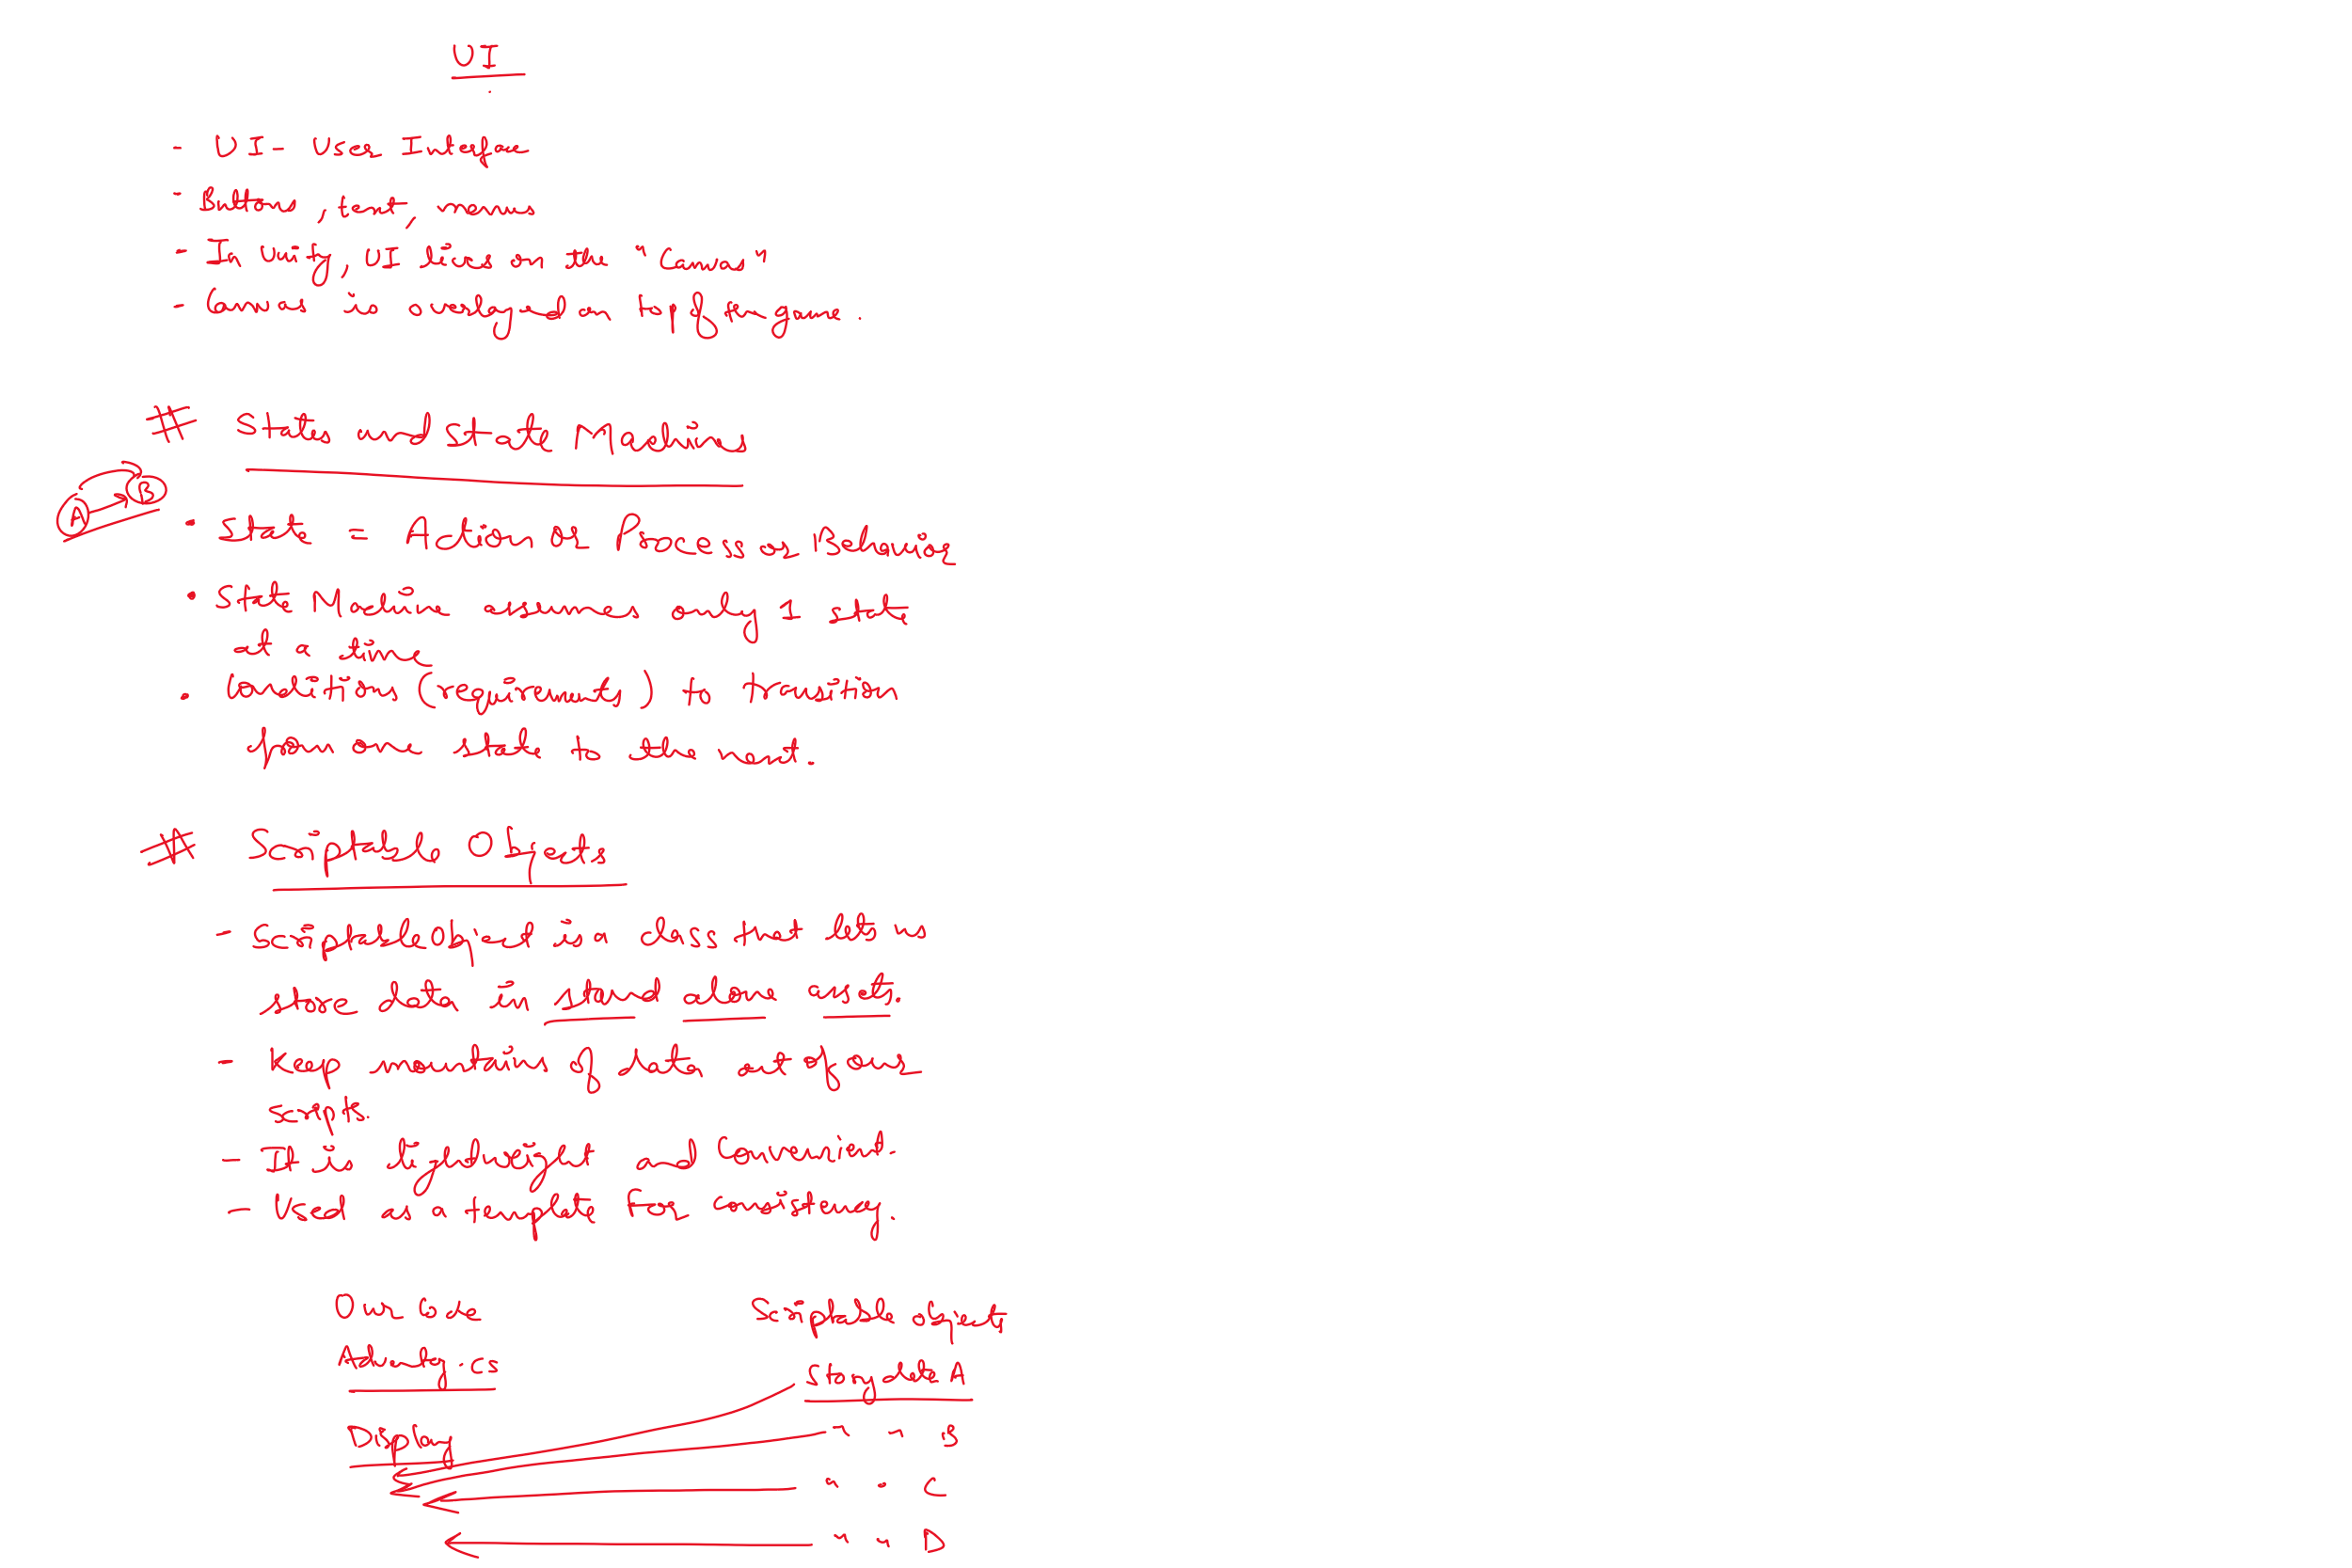 UI
- UI - User Interface
- Buttons, text, menus
- In Unity, UI lives on the "Canvas"
- Canvas is overlayed on top of the game.
# States and State Machines
A B
• State = Action or Process or Behavior
• State Machine assumes only 1 state
at a time
• Conditions (requirements) to transition
from one state to the next.
# Scriptable Objects
- Scriptable Object is a class that lets us
store data in stand alone assets.
- Keep mountains of data out of our
scripts.
- It is lightweight and convenient.
- Used as a template for consistency.
Our Code Scriptable objects
.cs Story state A
Display " " B
" " C
" " D